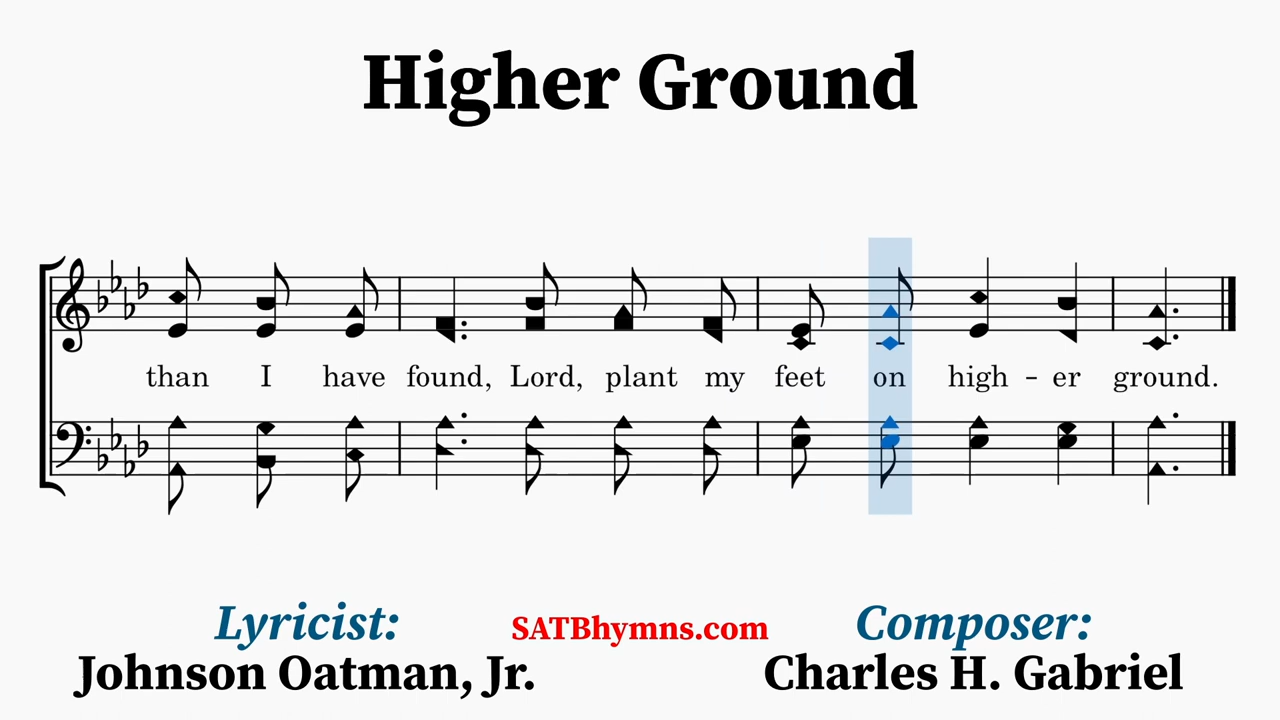 Higher Ground
than I have found, Lord, plant my feet on high - er ground.
Lyricist: SATBhymns.com Composer:
Johnson Oatman, Jr. Charles H. Gabriel